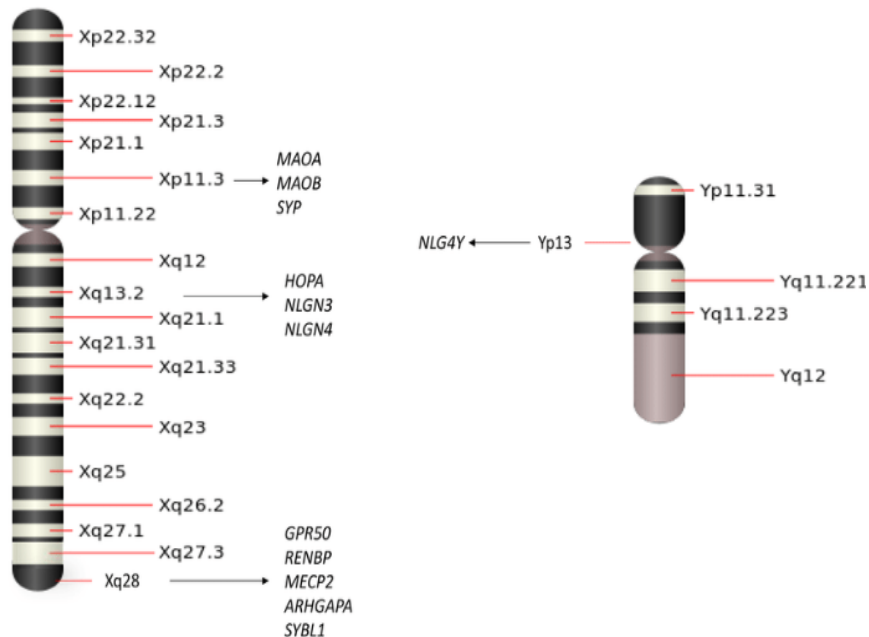 Xp22.32
Xp22.2
Xp22.12
Xp21.3
Xp21.1
Xp11.3
MAOA
MAOB
SYP
Xp11.22
Xq12
Xq13.2
HOPA
NLGN3
NLGN4
Xq21.1
Xq21.31
Xq21.33
Xq22.2
Xq23
Xq25
Xq26.2
Xq27.1
Xq27.3
Xq28
GPR50
RENBP
MECP2
ARHGAPA
SYBL1
Yp11.31
NLG4Y
Yp13
Yq11.221
Yq11.223
Yq12